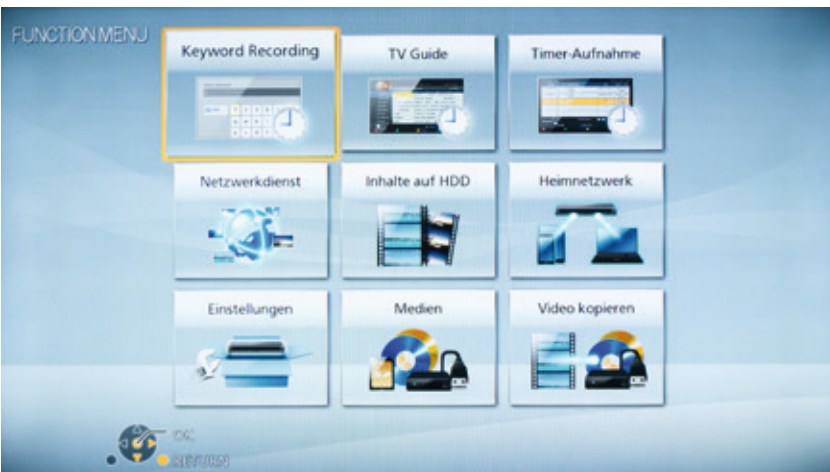 FUNCTION MENU
Keyword Recording
TV Guide
Timer-Aufnahme
Netzwerkdienst
Inhalte auf HDD
Heimnetzwerk
Einstellungen
Medien
Video kopieren
OK
RETURN